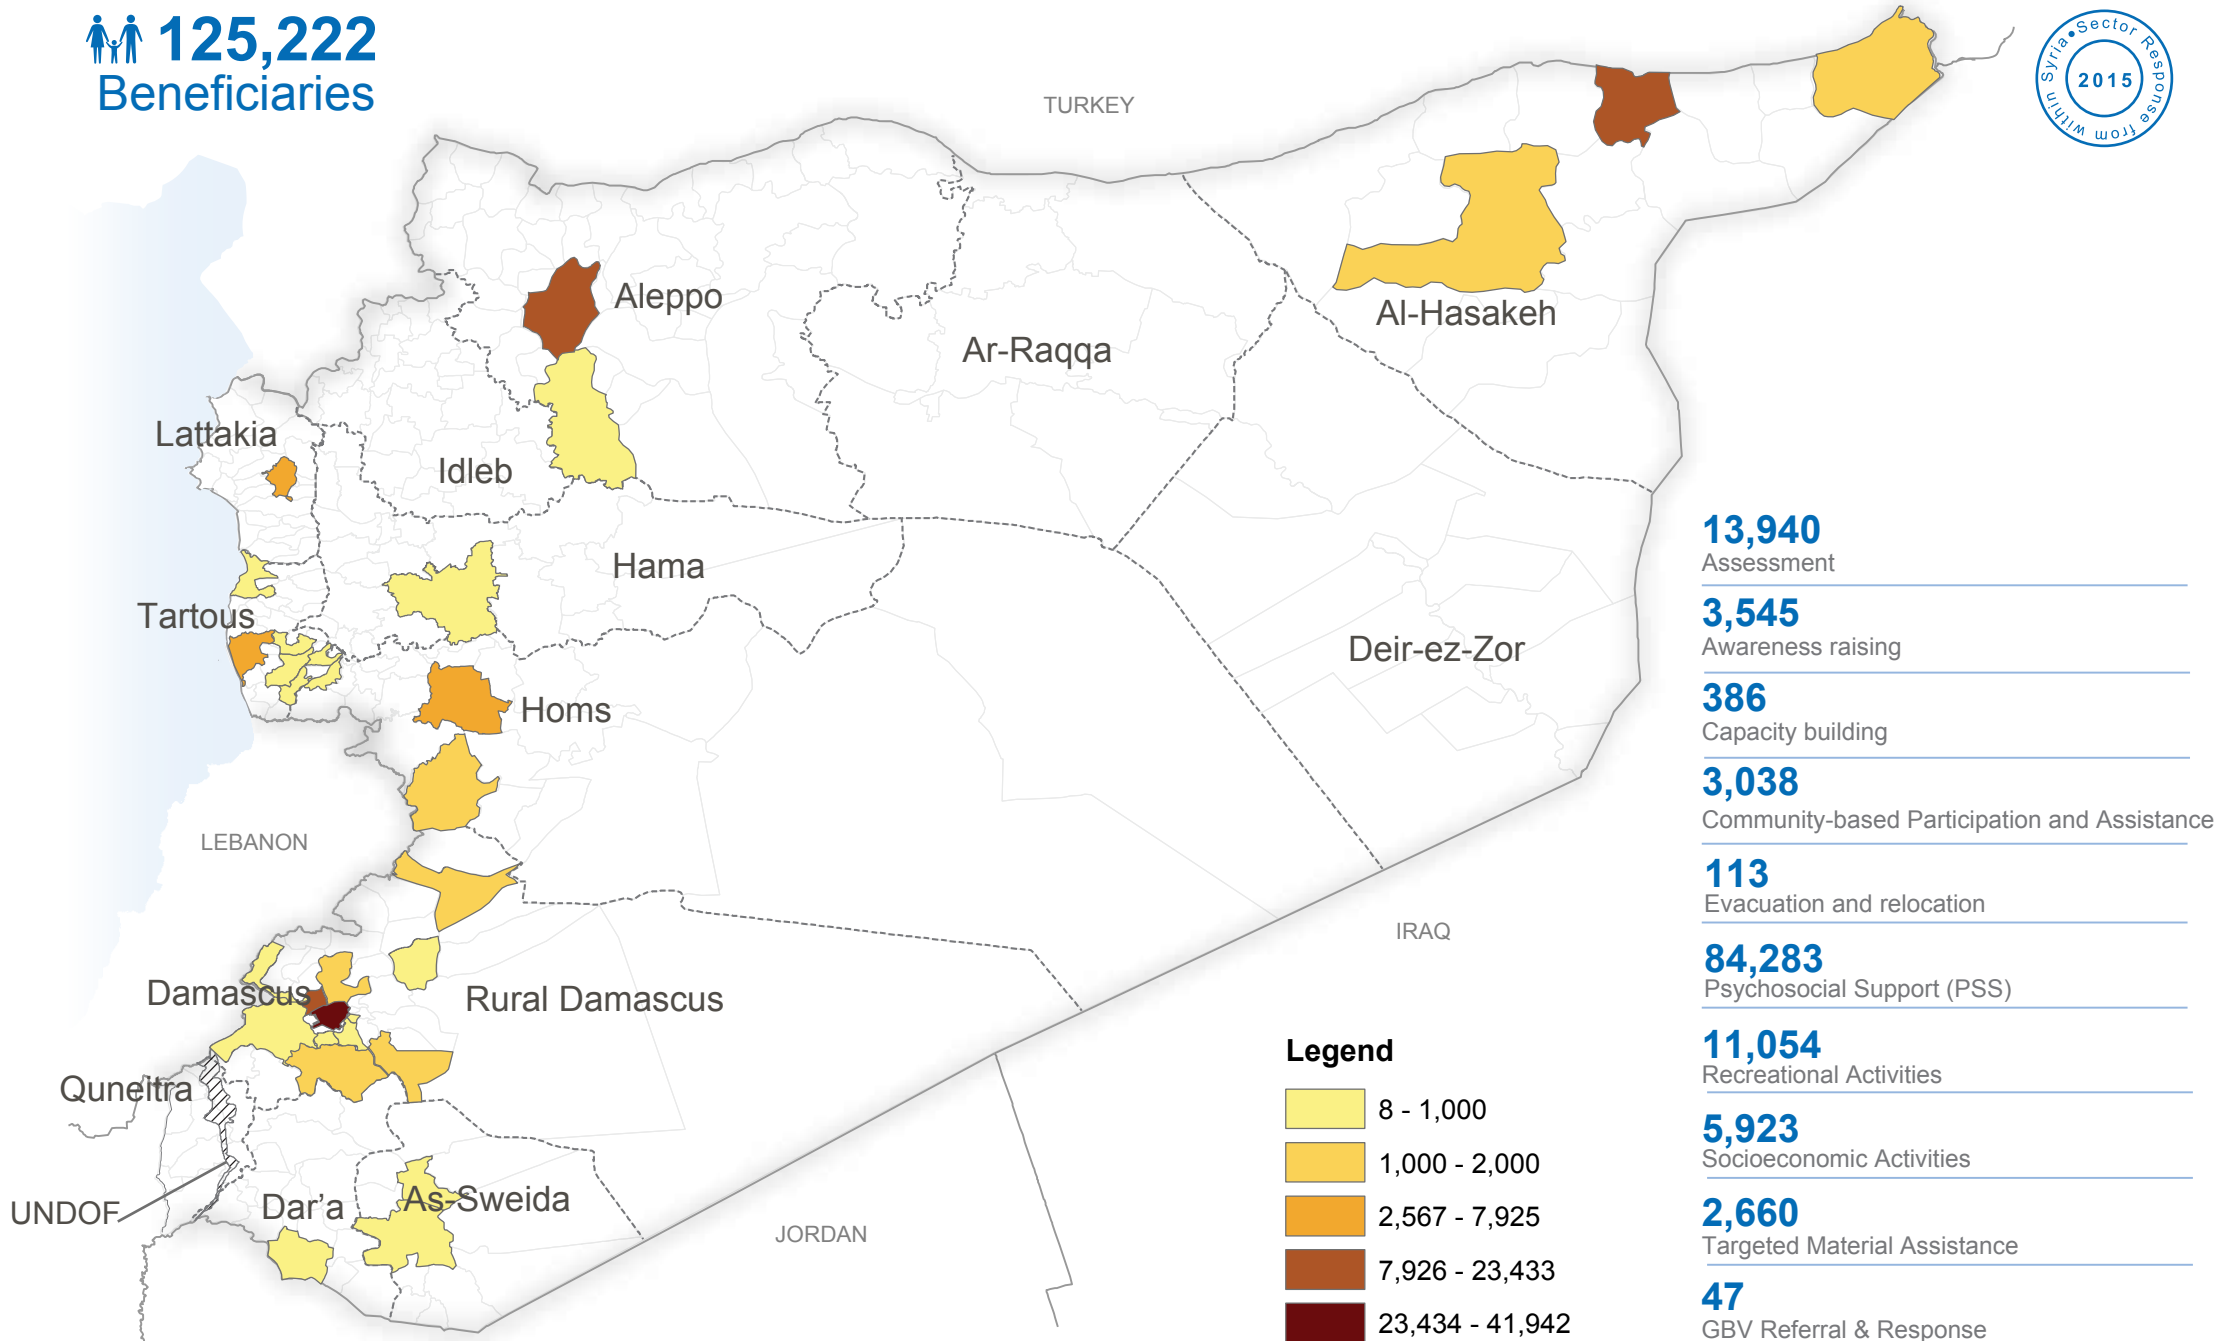 125,222
Beneficiaries
Syria • Sector Response from within
2015
TURKEY
Aleppo
Al-Hasakeh
Ar-Raqqa
Lattakia
Idleb
Hama
Tartous
Deir-ez-Zor
Homs
LEBANON
IRAQ
Damascus
Rural Damascus
Quneitra
UNDOF
Dar'a
As-Sweida
JORDAN
Legend
8 - 1,000
1,000 - 2,000
2,567 - 7,925
7,926 - 23,433
23,434 - 41,942
13,940
Assessment
3,545
Awareness raising
386
Capacity building
3,038
Community-based Participation and Assistance
113
Evacuation and relocation
84,283
Psychosocial Support (PSS)
11,054
Recreational Activities
5,923
Socioeconomic Activities
2,660
Targeted Material Assistance
47
GBV Referral & Response